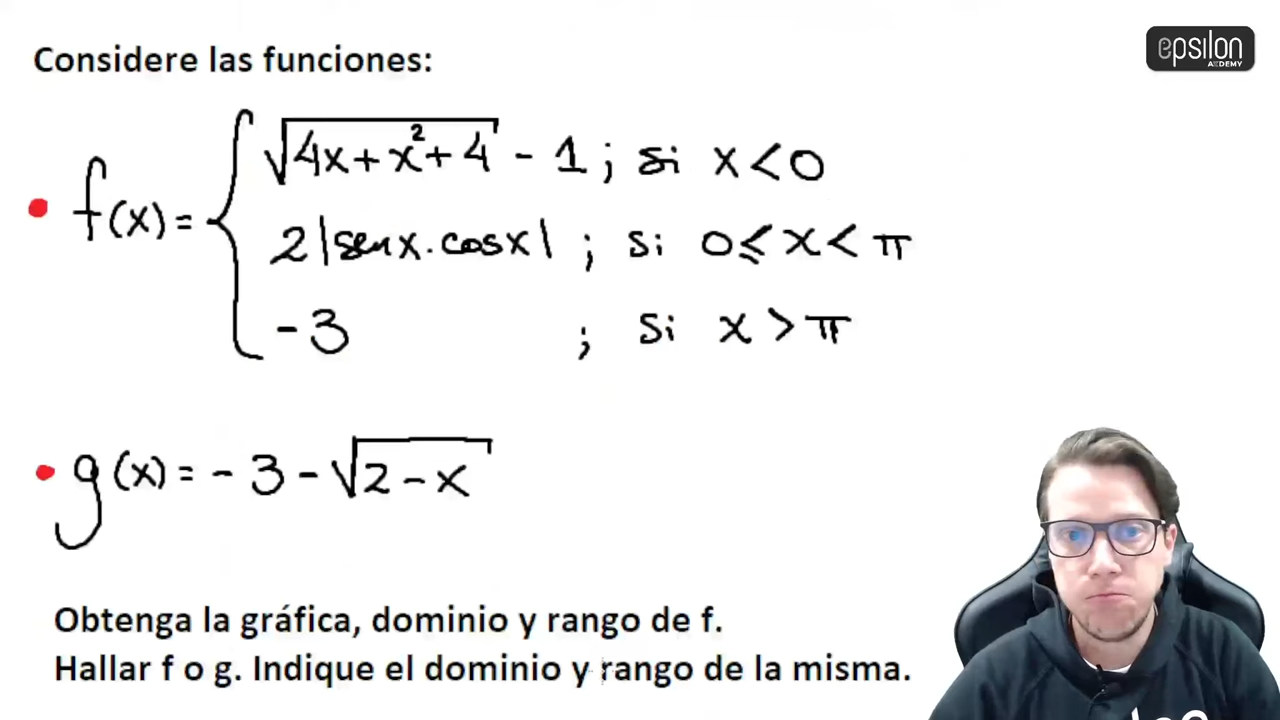 epsilon
ACADEMY
Considere las funciones:
f(x) = { √(4x + x² + 4) - 1 ; si x < 0
2|senx . cosx| ; si 0 ≤ x < π
-3 ; si x > π
g(x) = -3 - √(2 - x)
Obtenga la gráfica, dominio y rango de f.
Hallar f o g. Indique el dominio y rango de la misma.